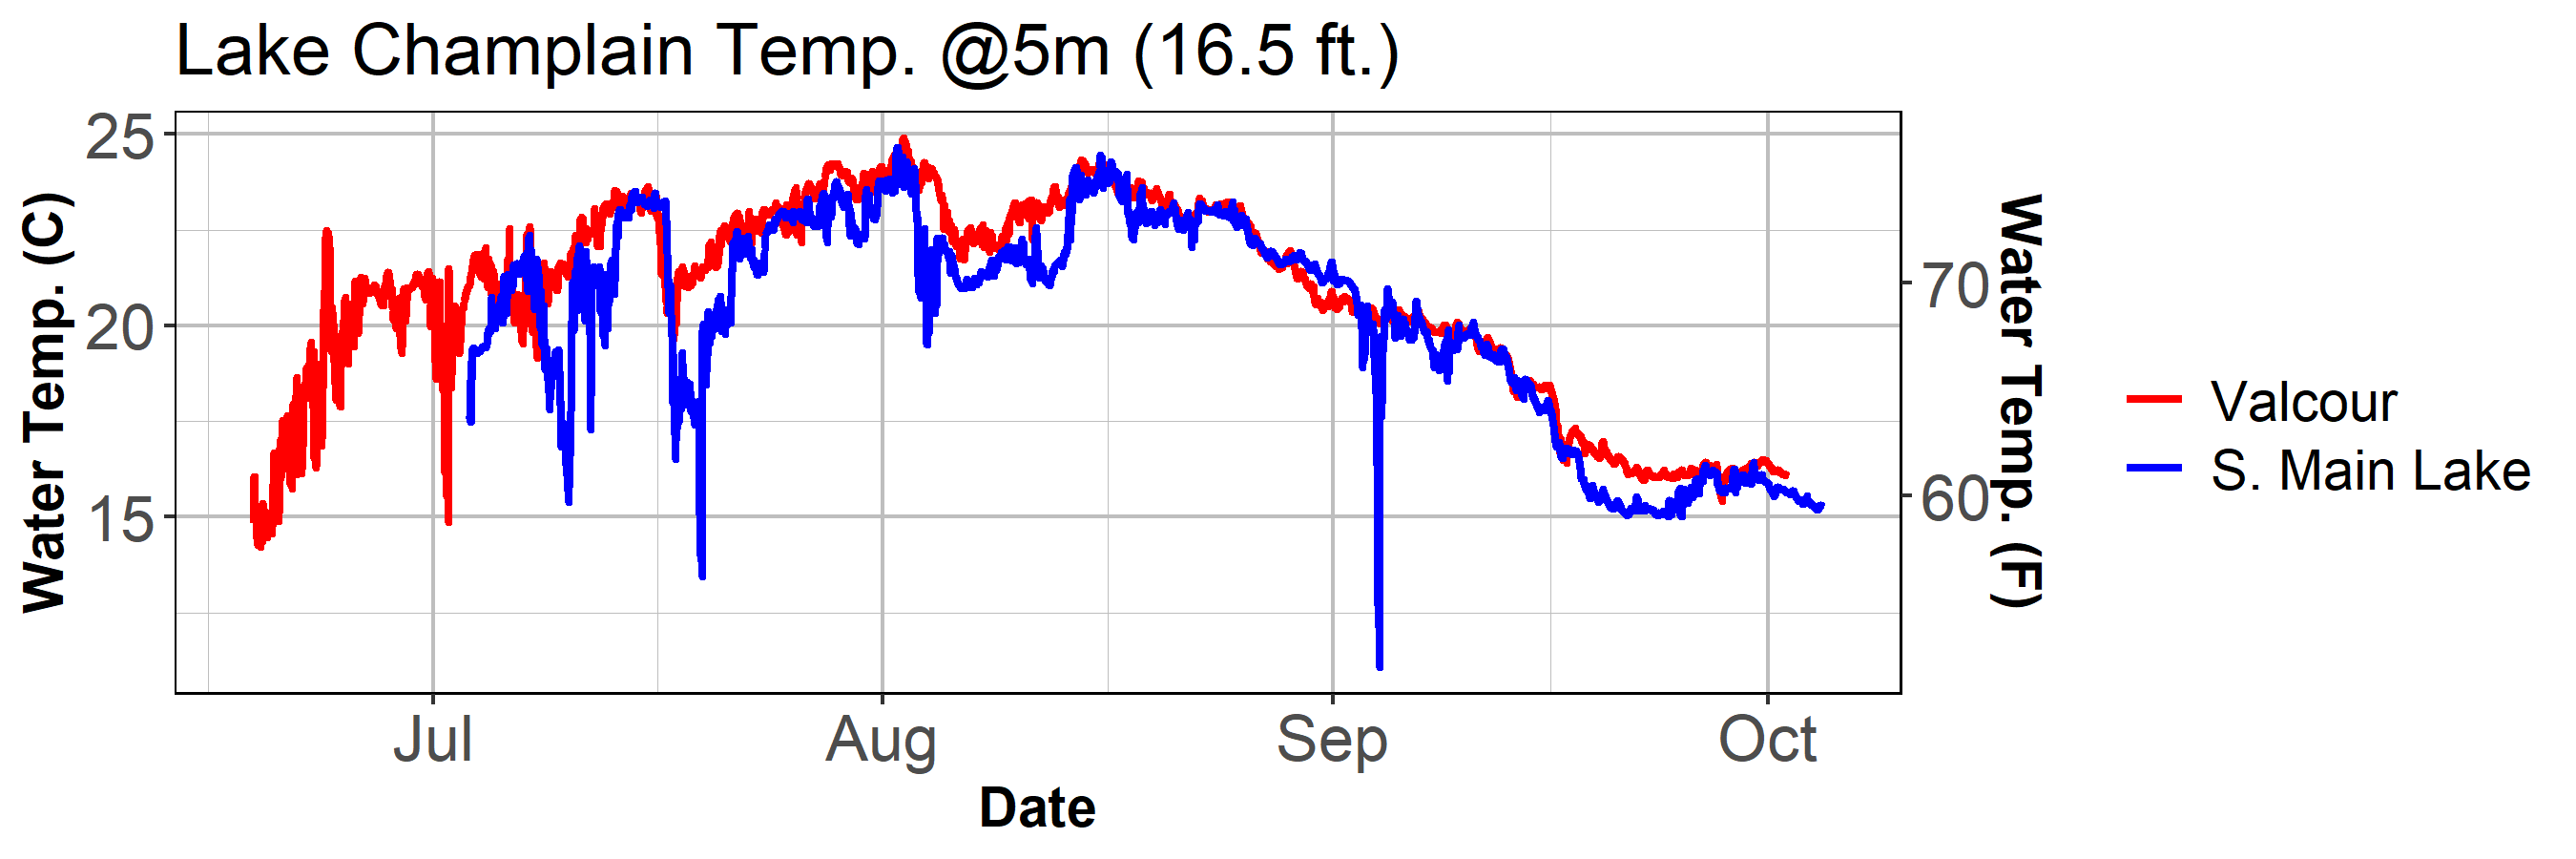 Lake Champlain Temp. @5m (16.5 ft.)
Water Temp. (C)
25
20
15
Jul
Aug
Sep
Oct
Date
70
60
Water Temp. (F)
Valcour
S. Main Lake